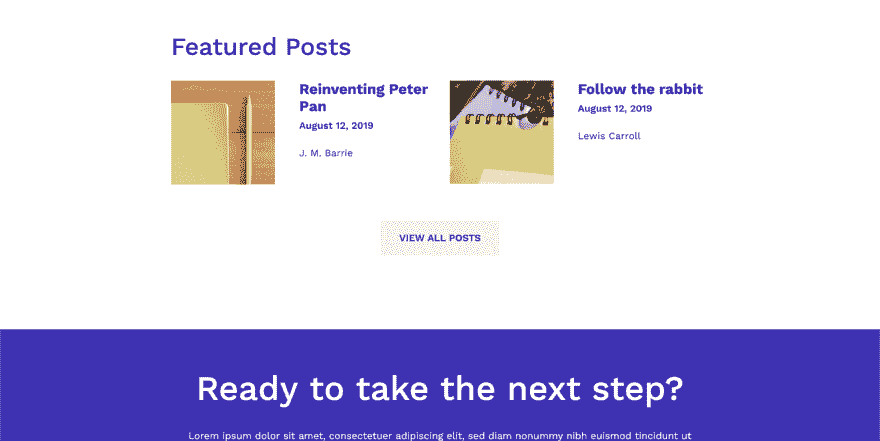 Featured Posts
Reinventing Peter
Pan
August 12, 2019
J. M. Barrie
Follow the rabbit
August 12, 2019
Lewis Carroll
VIEW ALL POSTS
Ready to take the next step?
Lorem ipsum dolor sit amet, consectetuer adipiscing elit, sed diam nonummy nibh euismod tincidunt ut